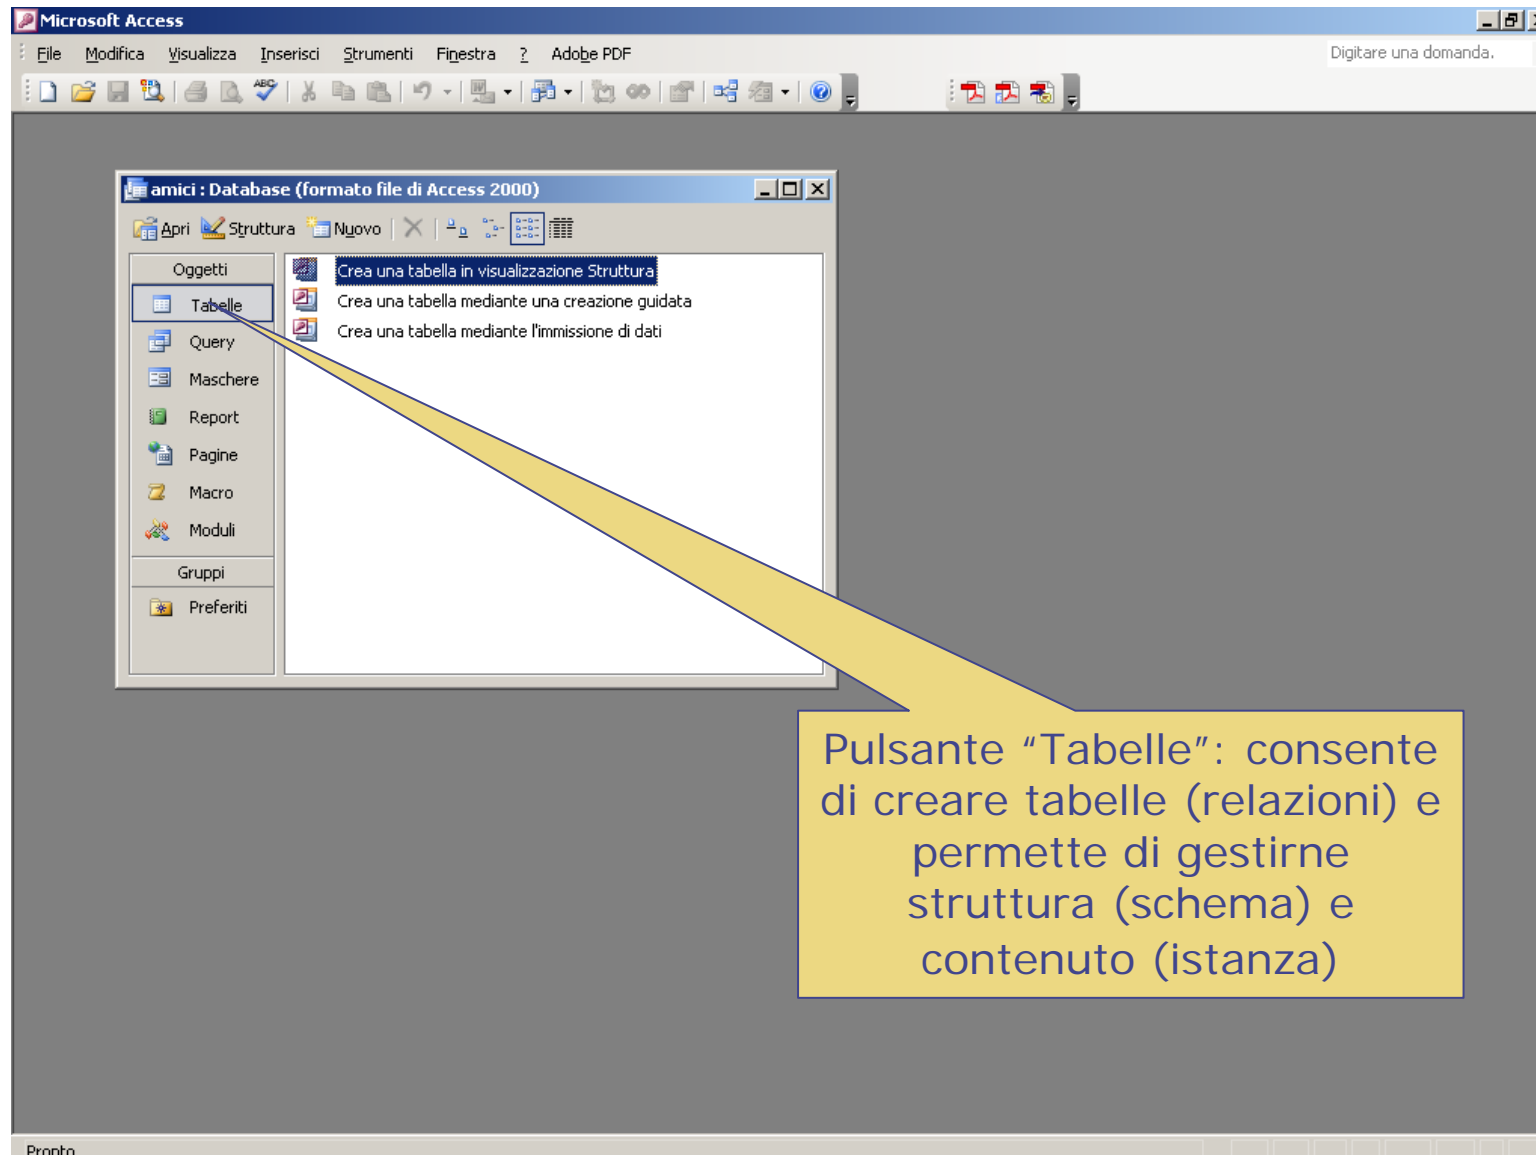 Microsoft Access
File Modifica Visualizza Inserisci Strumenti Finestra ? Adobe PDF Digitare una domanda.
amici : Database (formato file di Access 2000)
Apri Struttura Nuovo
Oggetti
Tabelle
Query
Maschere
Report
Pagine
Macro
Moduli
Gruppi
Preferiti
Crea una tabella in visualizzazione Struttura
Crea una tabella mediante una creazione guidata
Crea una tabella mediante l'immissione di dati
Pulsante “Tabelle”: consente
di creare tabelle (relazioni) e
permette di gestirne
struttura (schema) e
contenuto (istanza)
Pronto